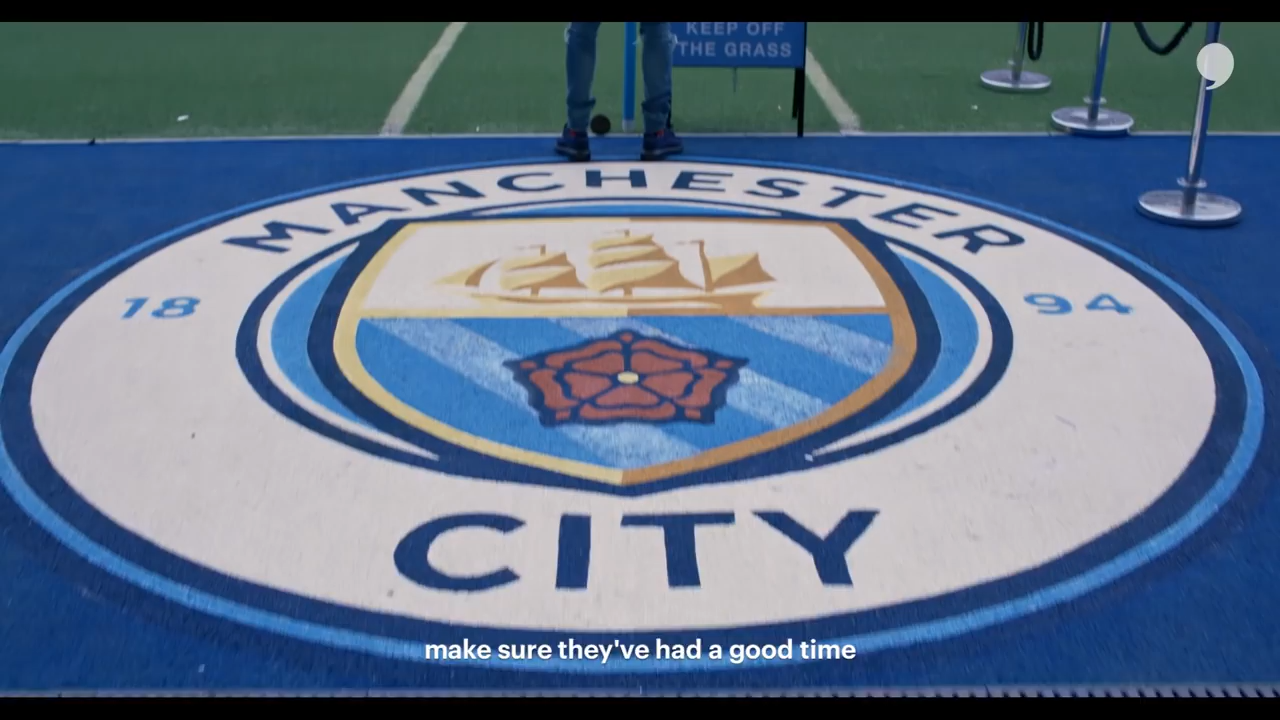 KEEP OFF
THE GRASS
MANCHESTER
18 94
CITY
make sure they've had a good time